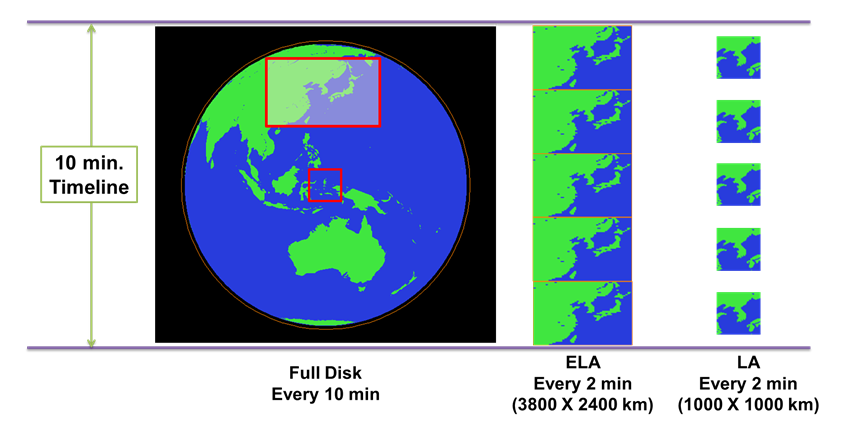 10 min.
Timeline
Full Disk
Every 10 min
ELA
Every 2 min
(3800 X 2400 km)
LA
Every 2 min
(1000 X 1000 km)